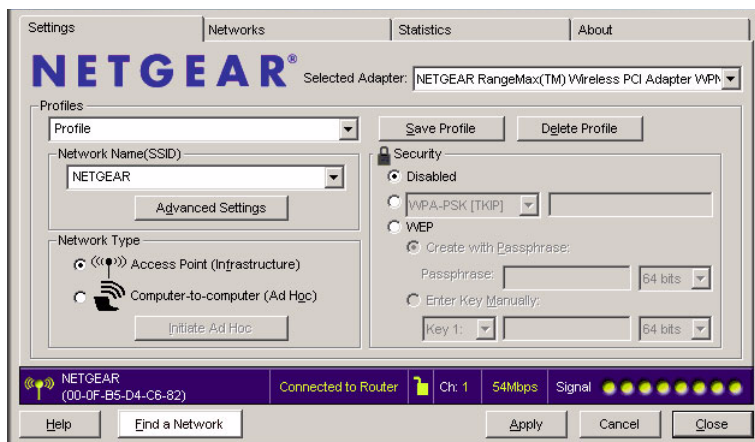 Settings Networks Statistics About
NETGEAR® Selected Adapter: NETGEAR RangeMax(TM) Wireless PCI Adapter
Profiles
Profile Save Profile Delete Profile
Network Name(SSID)
NETGEAR
Advanced Settings
Network Type
Access Point (Infrastructure)
Computer-to-computer (Ad Hoc)
Initiate Ad Hoc
Security
Disabled
WPA-PSK [TKIP]
WEP
Create with Passphrase:
Passphrase: 64 bits
Enter Key Manually:
Key 1: 64 bits
NETGEAR
(00-0F-B5-D4-C6-82)
Connected to Router Ch: 1 54Mbps Signal
Help Find a Network Apply Cancel Close